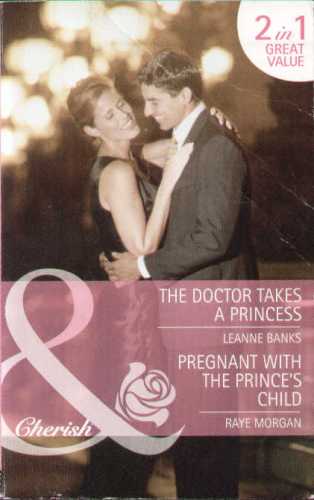 2 in 1
GREAT
VALUE
THE DOCTOR TAKES
A PRINCESS
LEANNE BANKS
PREGNANT WITH
THE PRINCE'S
CHILD
RAYE MORGAN
&
Cherish